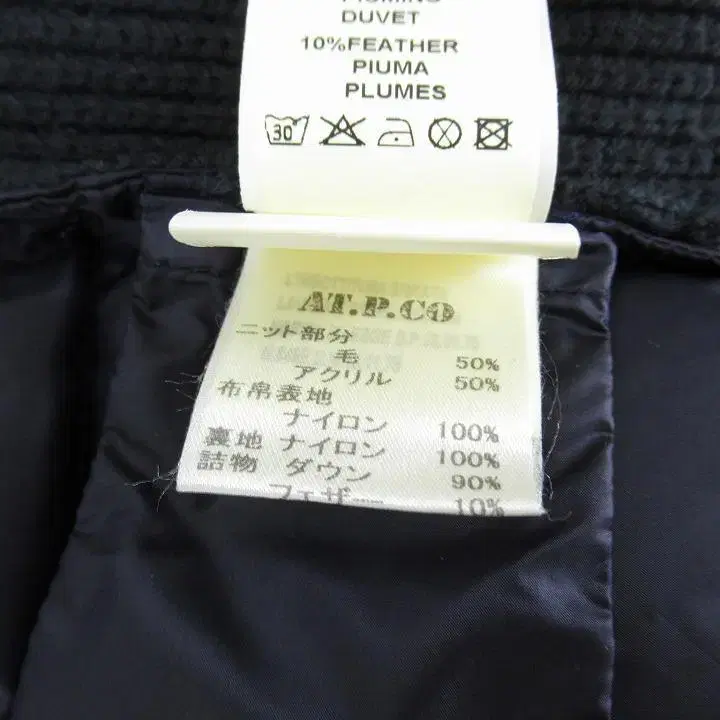 DUVET
10%FEATHER
PIUMA
PLUMES
30°
AT.P.CO
ニット部分
毛 50%
アクリル 50%
布帛表地
ナイロン 100%
裏地 ナイロン 100%
詰物 ダウン 90%
フェザー 10%